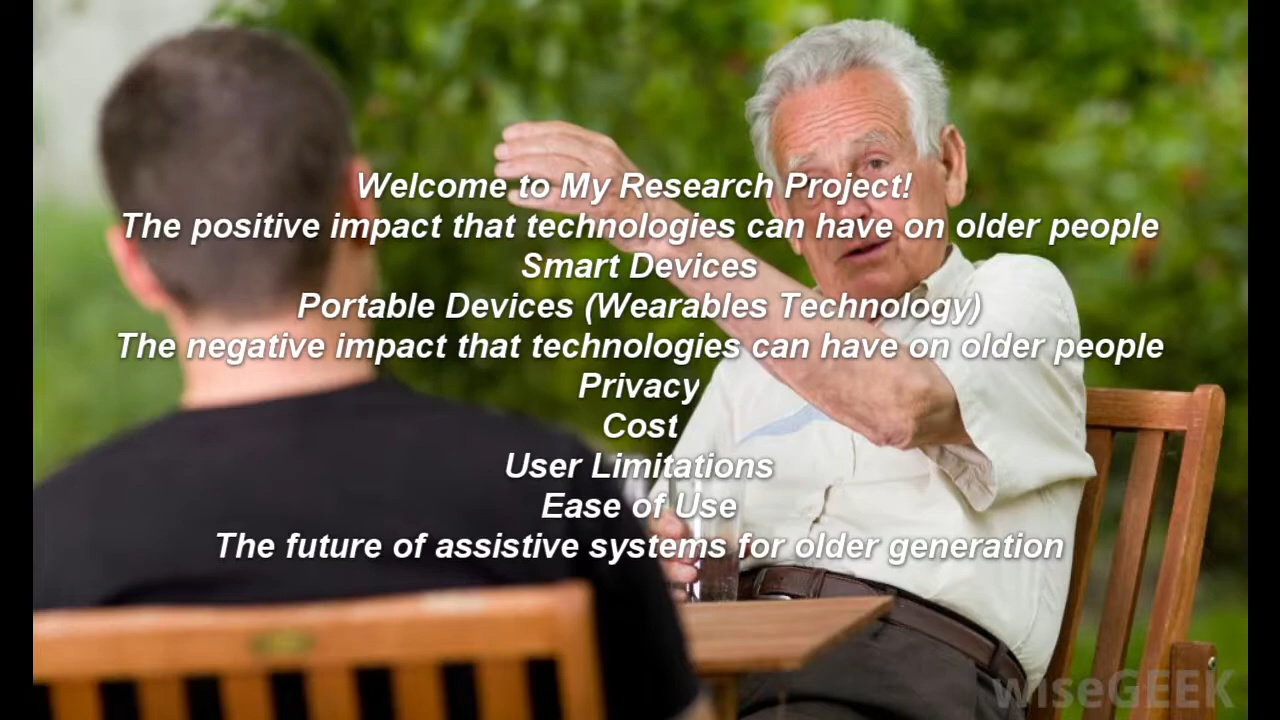 Welcome to My Research Project!
The positive impact that technologies can have on older people
Smart Devices
Portable Devices (Wearables Technology)
The negative impact that technologies can have on older people
Privacy
Cost
User Limitations
Ease of Use
The future of assistive systems for older generation
wiseGEEK